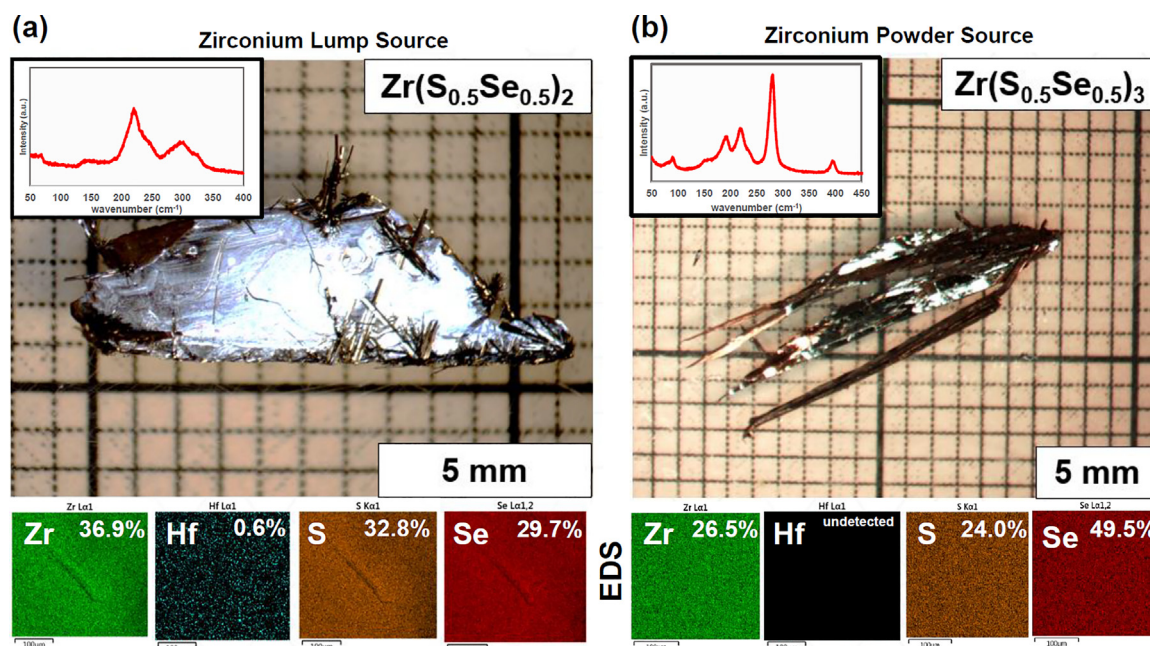 (a)
Zirconium Lump Source
Zr(S0.5Se0.5)2
Intensity (a.u.)
50 100 150 200 250 300 350 400
wavenumber (cm-1)
5 mm
Zr Lα1
Hf Lα1
S Kα1
Se Lα1,2
Zr 36.9%
Hf 0.6%
S 32.8%
Se 29.7%
100μm
100μm
EDS
(b)
Zirconium Powder Source
Zr(S0.5Se0.5)3
Intensity (a.u.)
50 100 150 200 250 300 350 400 450
wavenumber (cm-1)
5 mm
Zr Lα1
Hf Lα1
S Kα1
Se Lα1,2
Zr 26.5%
Hf undetected
S 24.0%
Se 49.5%
100μm
100μm
100μm